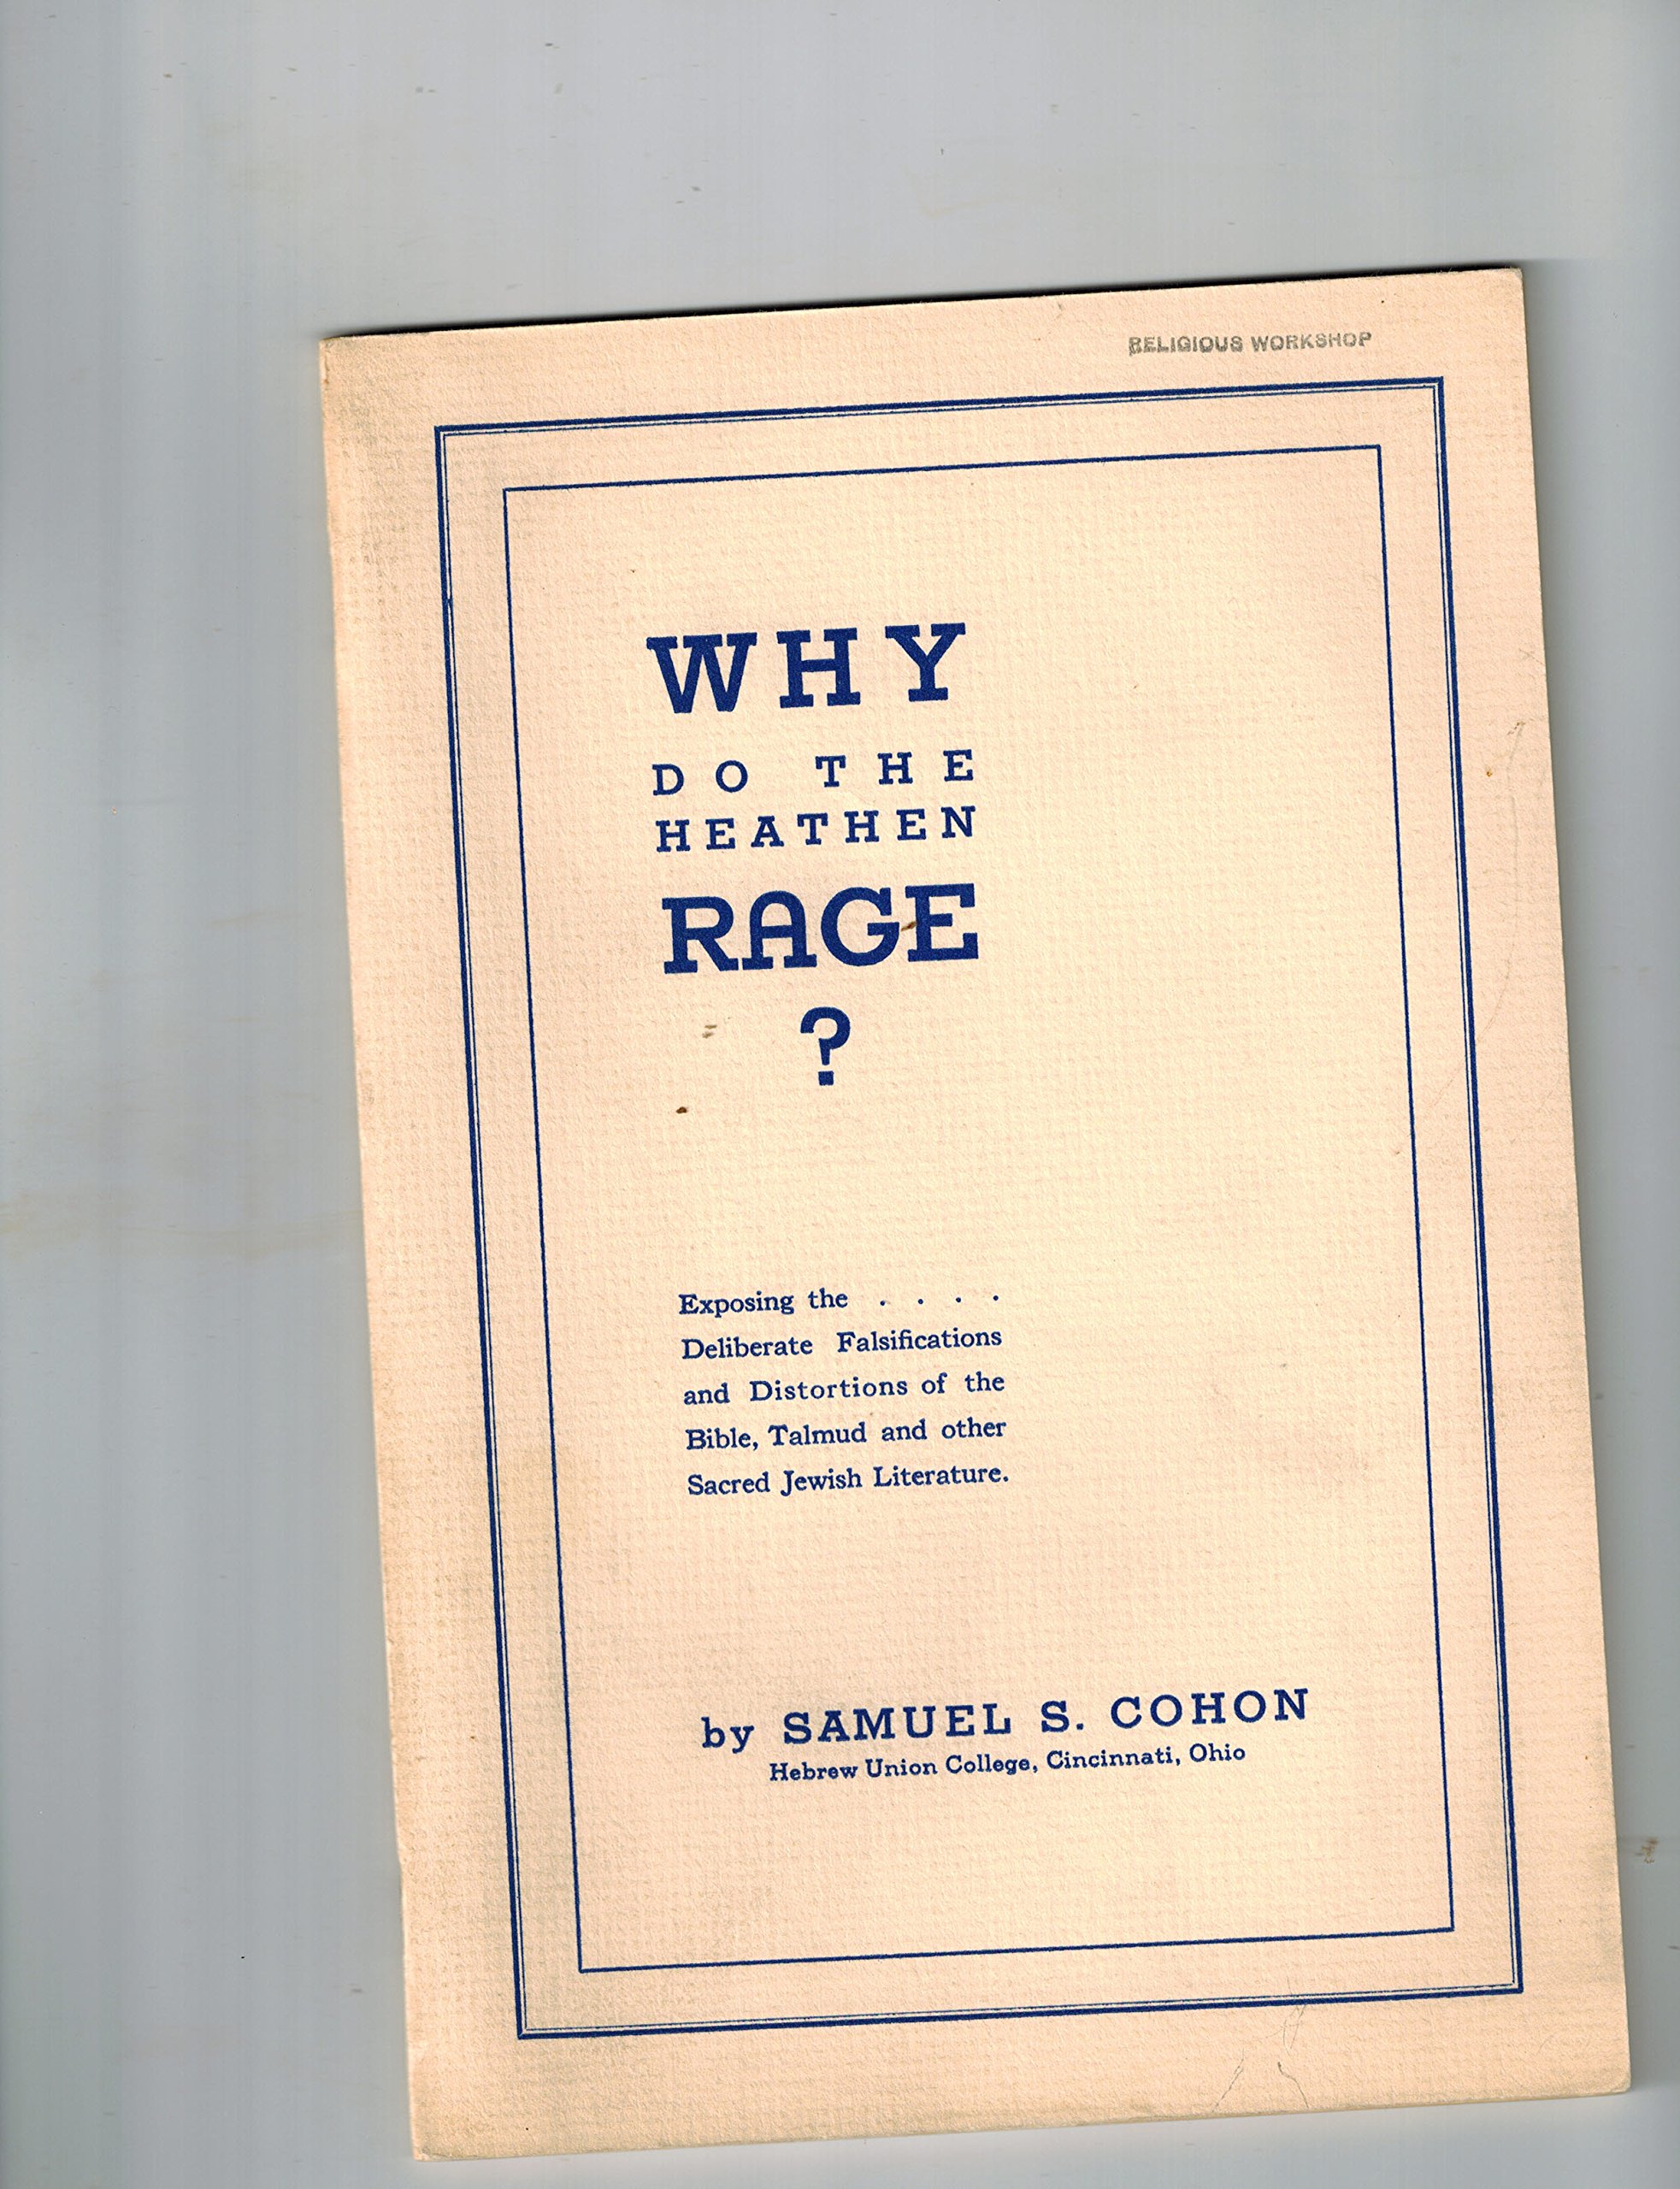 RELIGIOUS WORKSHOP
WHY
DO THE
HEATHEN
RAGE
?
Exposing the . . . .
Deliberate Falsifications
and Distortions of the
Bible, Talmud and other
Sacred Jewish Literature.
by SAMUEL S. COHON
Hebrew Union College, Cincinnati, Ohio